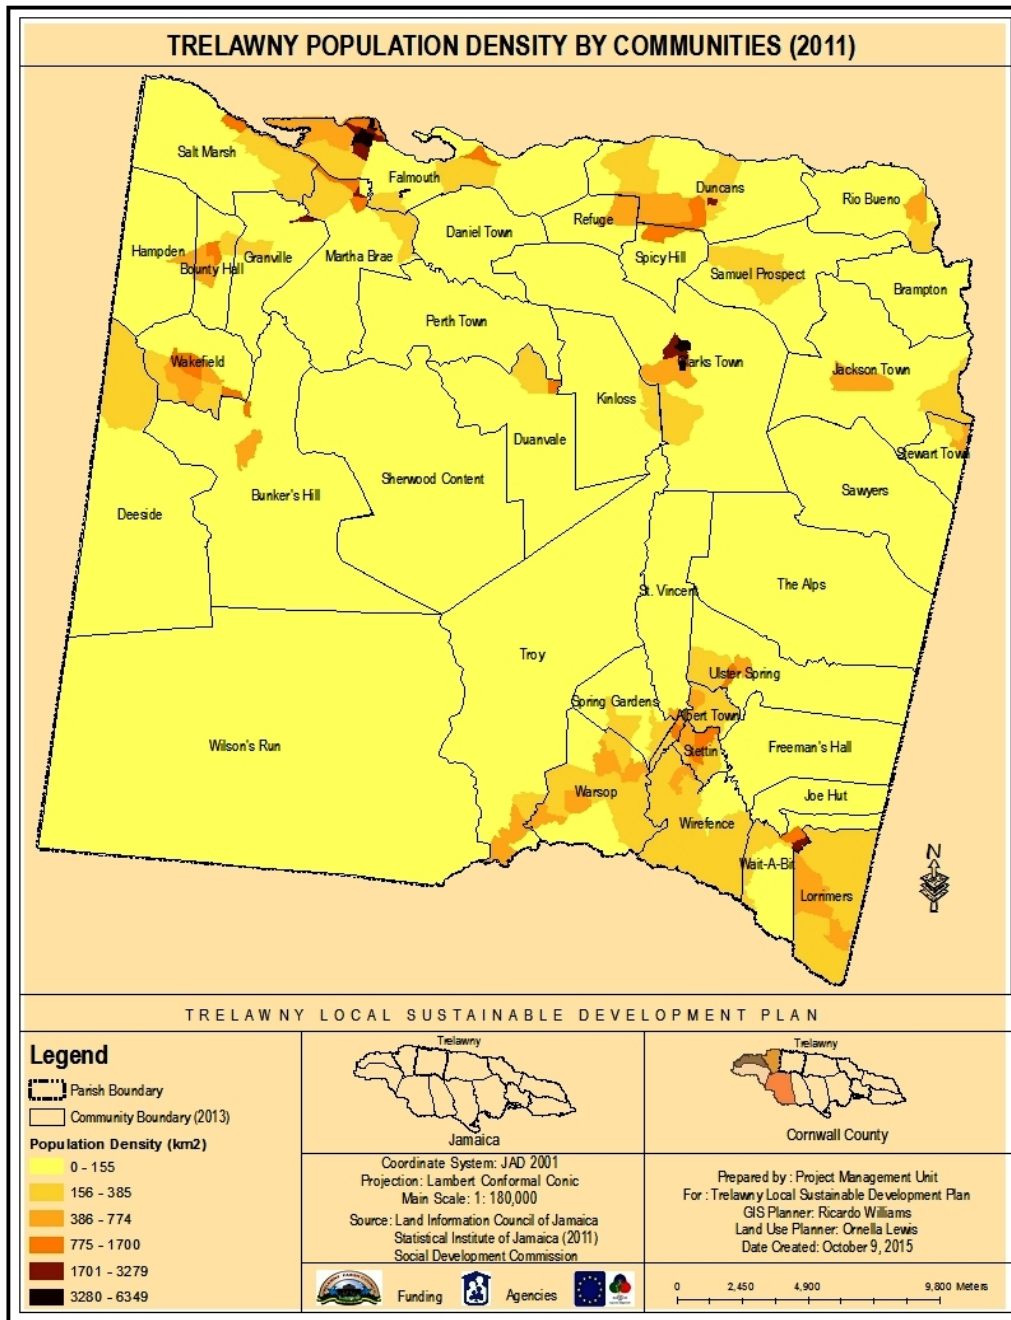 TRELAWNY POPULATION DENSITY BY COMMUNITIES (2011)
Salt Marsh
Falmouth
Duncans
Rio Bueno
Refuge
Daniel Town
Hampden
Bounty Hall
Granville
Martha Brae
Spicy Hill
Samuel Prospect
Brampton
Perth Town
Wakefield
Clarks Town
Jackson Town
Kinloss
Duanvale
Stewart Town
Sherwood Content
Bunker's Hill
Sawyers
Deeside
St. Vincent
The Alps
Troy
Ulster Spring
Spring Gardens
Albert Town
Wilson's Run
Stettin
Freeman's Hall
Warsop
Joe Hut
Wirefence
Wait-A-Bit
Lorrimers
N
TRELAWNY LOCAL SUSTAINABLE DEVELOPMENT PLAN
Legend
Parish Boundary
Community Boundary (2013)
Population Density (km2)
0 - 155
156 - 385
386 - 774
775 - 1700
1701 - 3279
3280 - 6349
Trelawny
Jamaica
Coordinate System: JAD 2001
Projection: Lambert Conformal Conic
Main Scale: 1: 180,000
Source: Land Information Council of Jamaica
Statistical Institute of Jamaica (2011)
Social Development Commission
Funding
Agencies
Trelawny
Cornwall County
Prepared by : Project Management Unit
For : Trelawny Local Sustainable Development Plan
GIS Planner: Ricardo Williams
Land Use Planner: Ornella Lewis
Date Created: October 9, 2015
0 2,450 4,900 9,800 Meters